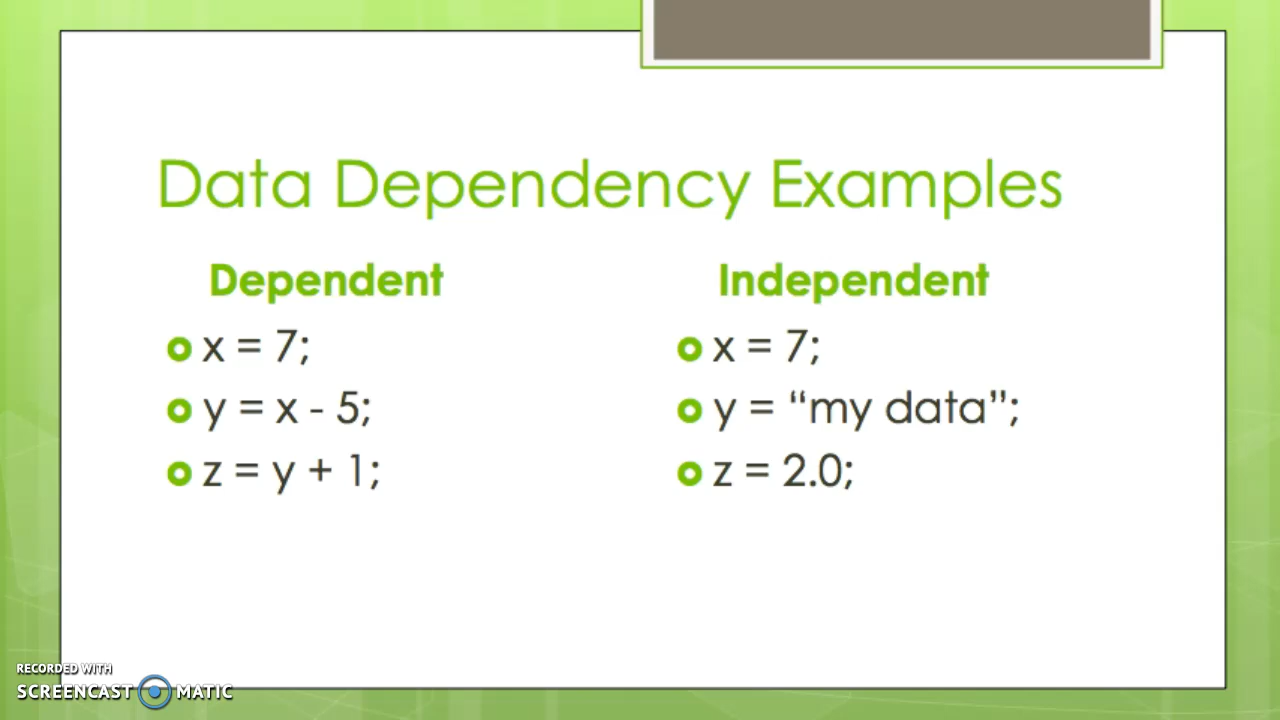 Data Dependency Examples
Dependent
x = 7;
y = x - 5;
z = y + 1;
Independent
x = 7;
y = “my data”;
z = 2.0;
RECORDED WITH
SCREENCAST MATIC